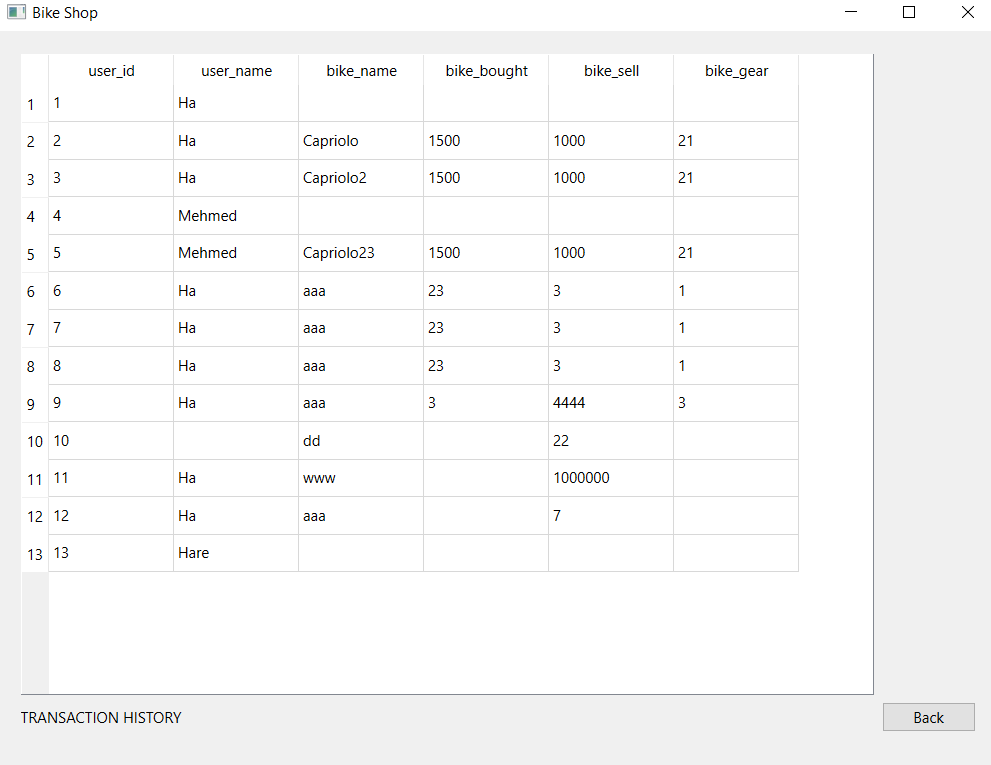 Bike Shop
user_id user_name bike_name bike_bought bike_sell bike_gear
1 1 Ha
2 2 Ha Capriolo 1500 1000 21
3 3 Ha Capriolo2 1500 1000 21
4 4 Mehmed
5 5 Mehmed Capriolo23 1500 1000 21
6 6 Ha aaa 23 3 1
7 7 Ha aaa 23 3 1
8 8 Ha aaa 23 3 1
9 9 Ha aaa 3 4444 3
10 10 dd 22
11 11 Ha www 1000000
12 12 Ha aaa 7
13 13 Hare
TRANSACTION HISTORY Back